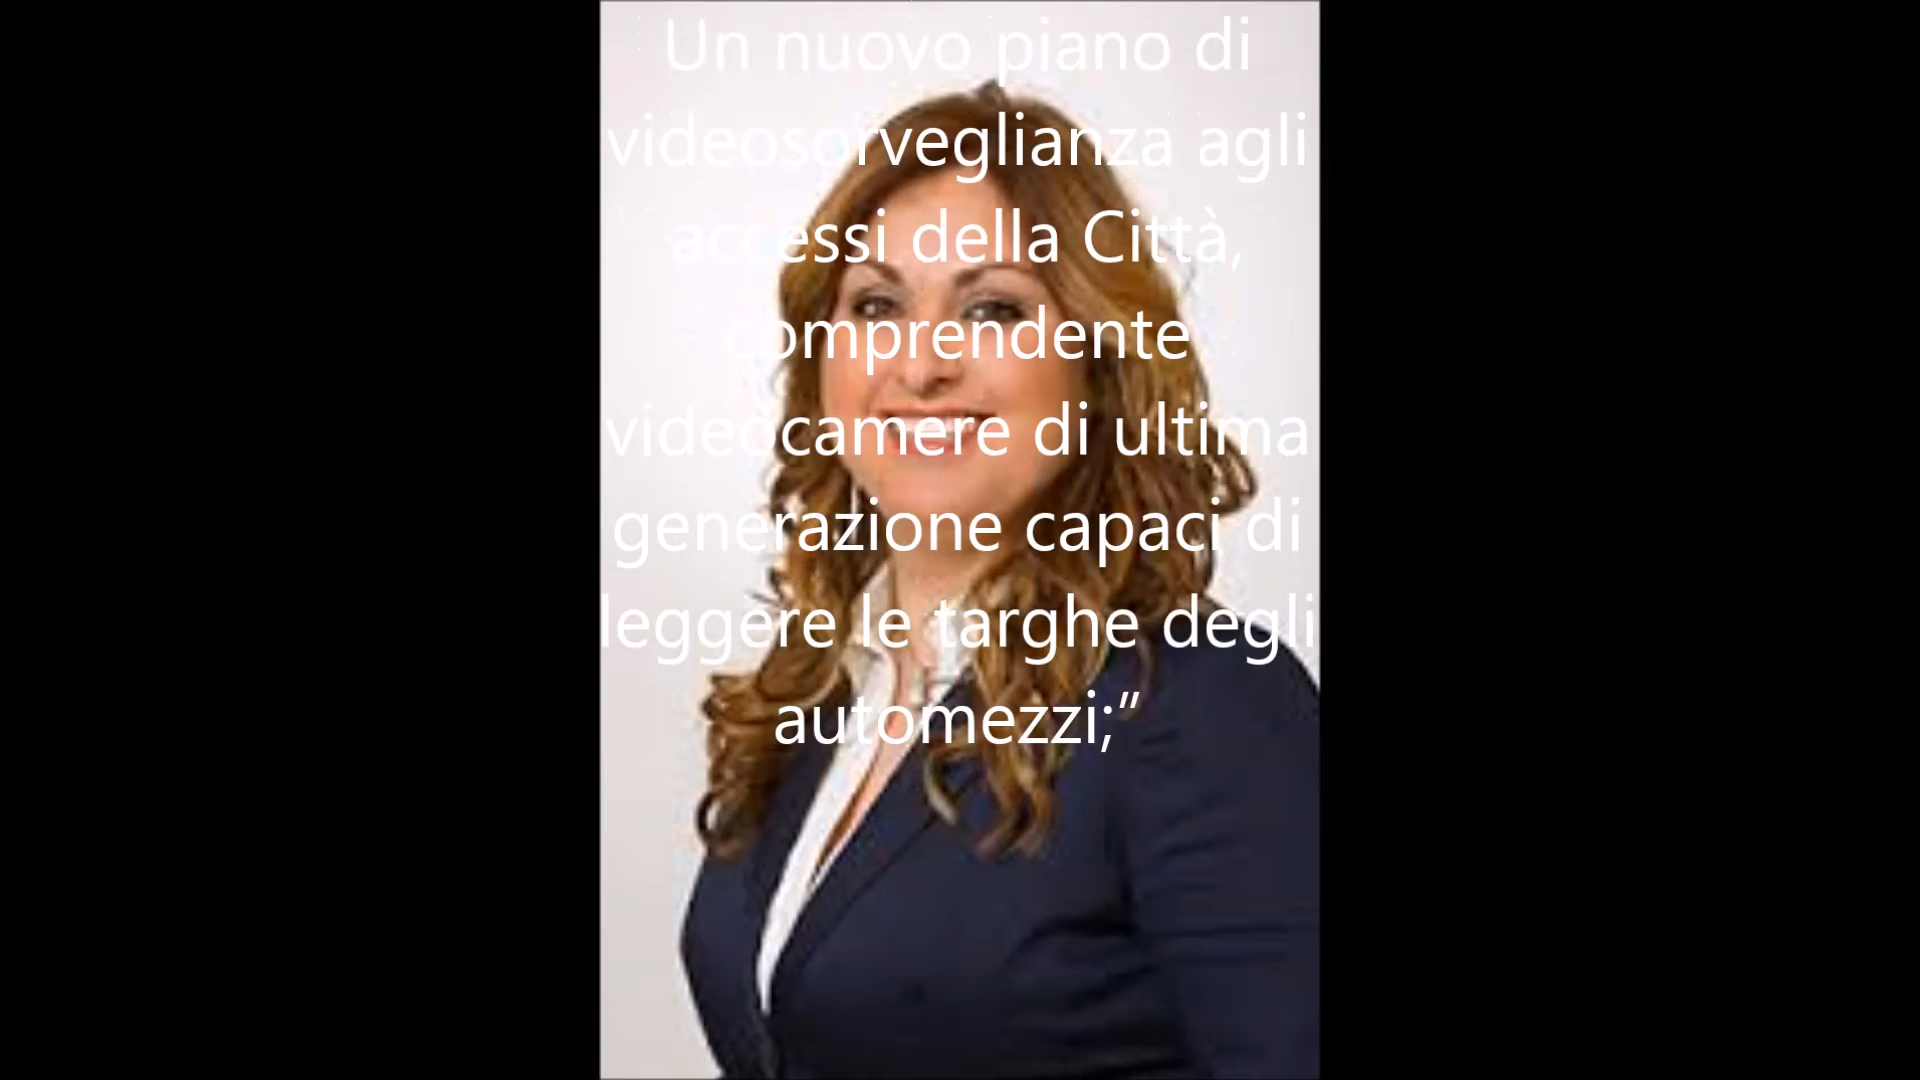 Un nuovo piano di
videosorveglianza agli
accessi della Città,
comprendente
videocamere di ultima
generazione capaci di
leggere le targhe degli
automezzi;”